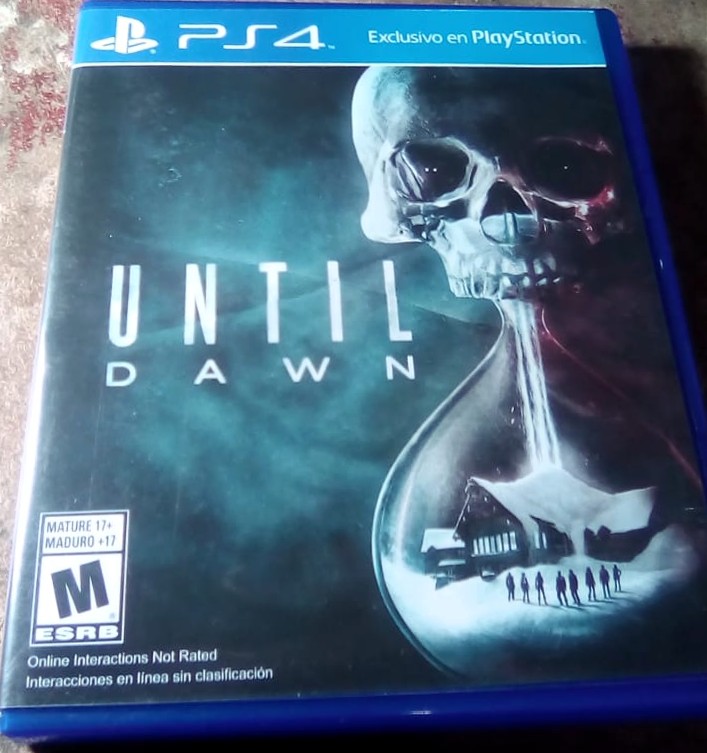 PS4
Exclusivo en PlayStation
UNTIL
DAWN
MATURE 17+
MADURO +17
M
ESRB
Online Interactions Not Rated
Interacciones en línea sin clasificación